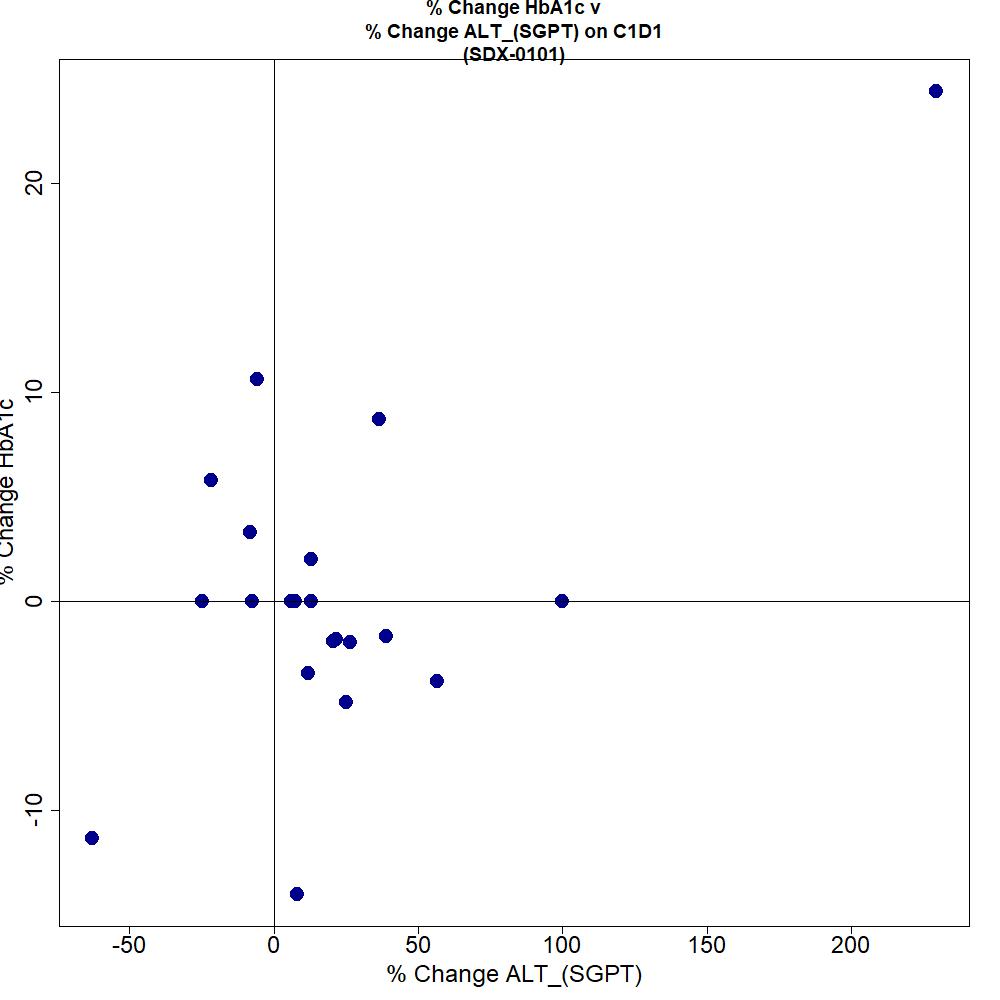 % Change HbA1c v
% Change ALT_(SGPT) on C1D1
(SDX-0101)
% Change HbA1c
20
10
0
-10
-50
0
50
100
150
200
% Change ALT_(SGPT)